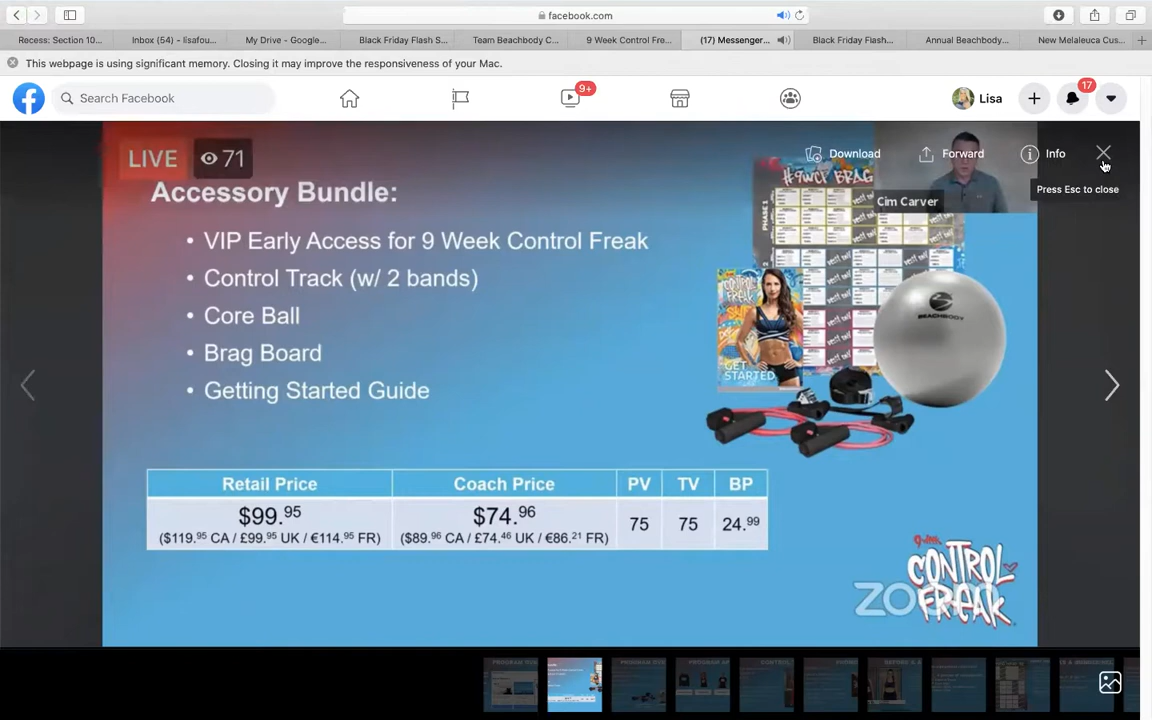 facebook.com
Recess: Section 10...
Inbox (54) – lisafou...
My Drive – Google...
Black Friday Flash S...
Team Beachbody C...
9 Week Control Fre...
(17) Messenger...
Black Friday Flash...
Annual Beachbody...
New Melaleuca Cus...
This webpage is using significant memory. Closing it may improve the responsiveness of your Mac.
Search Facebook
9+
Lisa
17
LIVE 71
Download
Forward
Info
Press Esc to close
Cim Carver
Accessory Bundle:
• VIP Early Access for 9 Week Control Freak
• Control Track (w/ 2 bands)
• Core Ball
• Brag Board
• Getting Started Guide
#9WCF BRAG
PHASE 1
CONTROL FREAK
GET STARTED
BEACHBODY
Retail Price Coach Price PV TV BP
$99.95 $74.96 75 75 24.99
($119.95 CA / £99.95 UK / €114.95 FR) ($89.96 CA / £74.46 UK / €86.21 FR)
CONTROL
FREAK
zoom